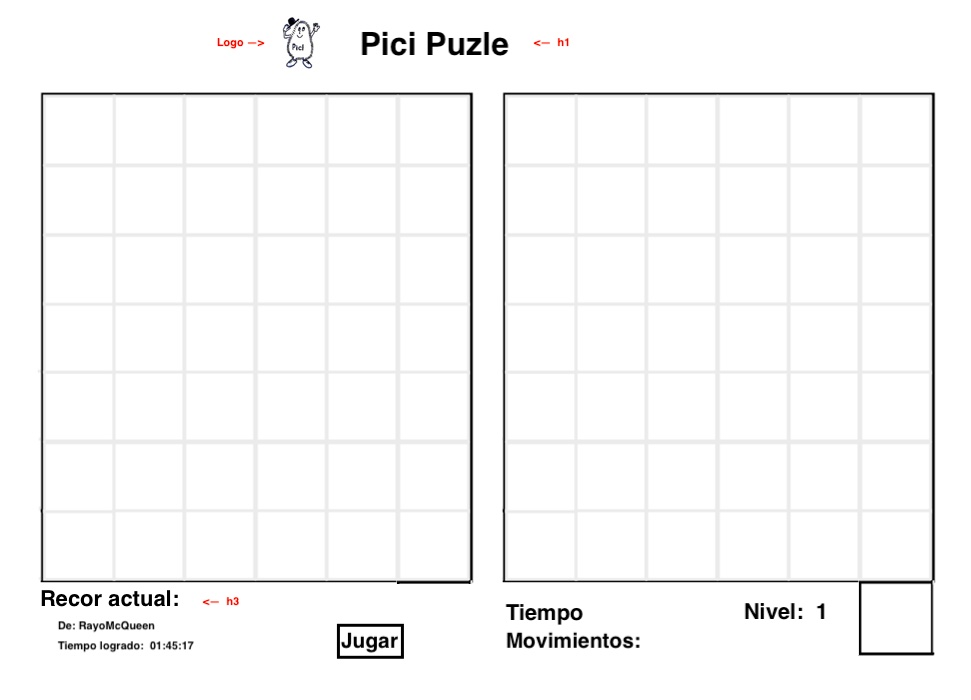 Logo —>
Pici
Pici Puzle
<— h1
Recor actual:
<— h3
De: RayoMcQueen
Tiempo logrado: 01:45:17
Jugar
Tiempo
Nivel: 1
Movimientos: